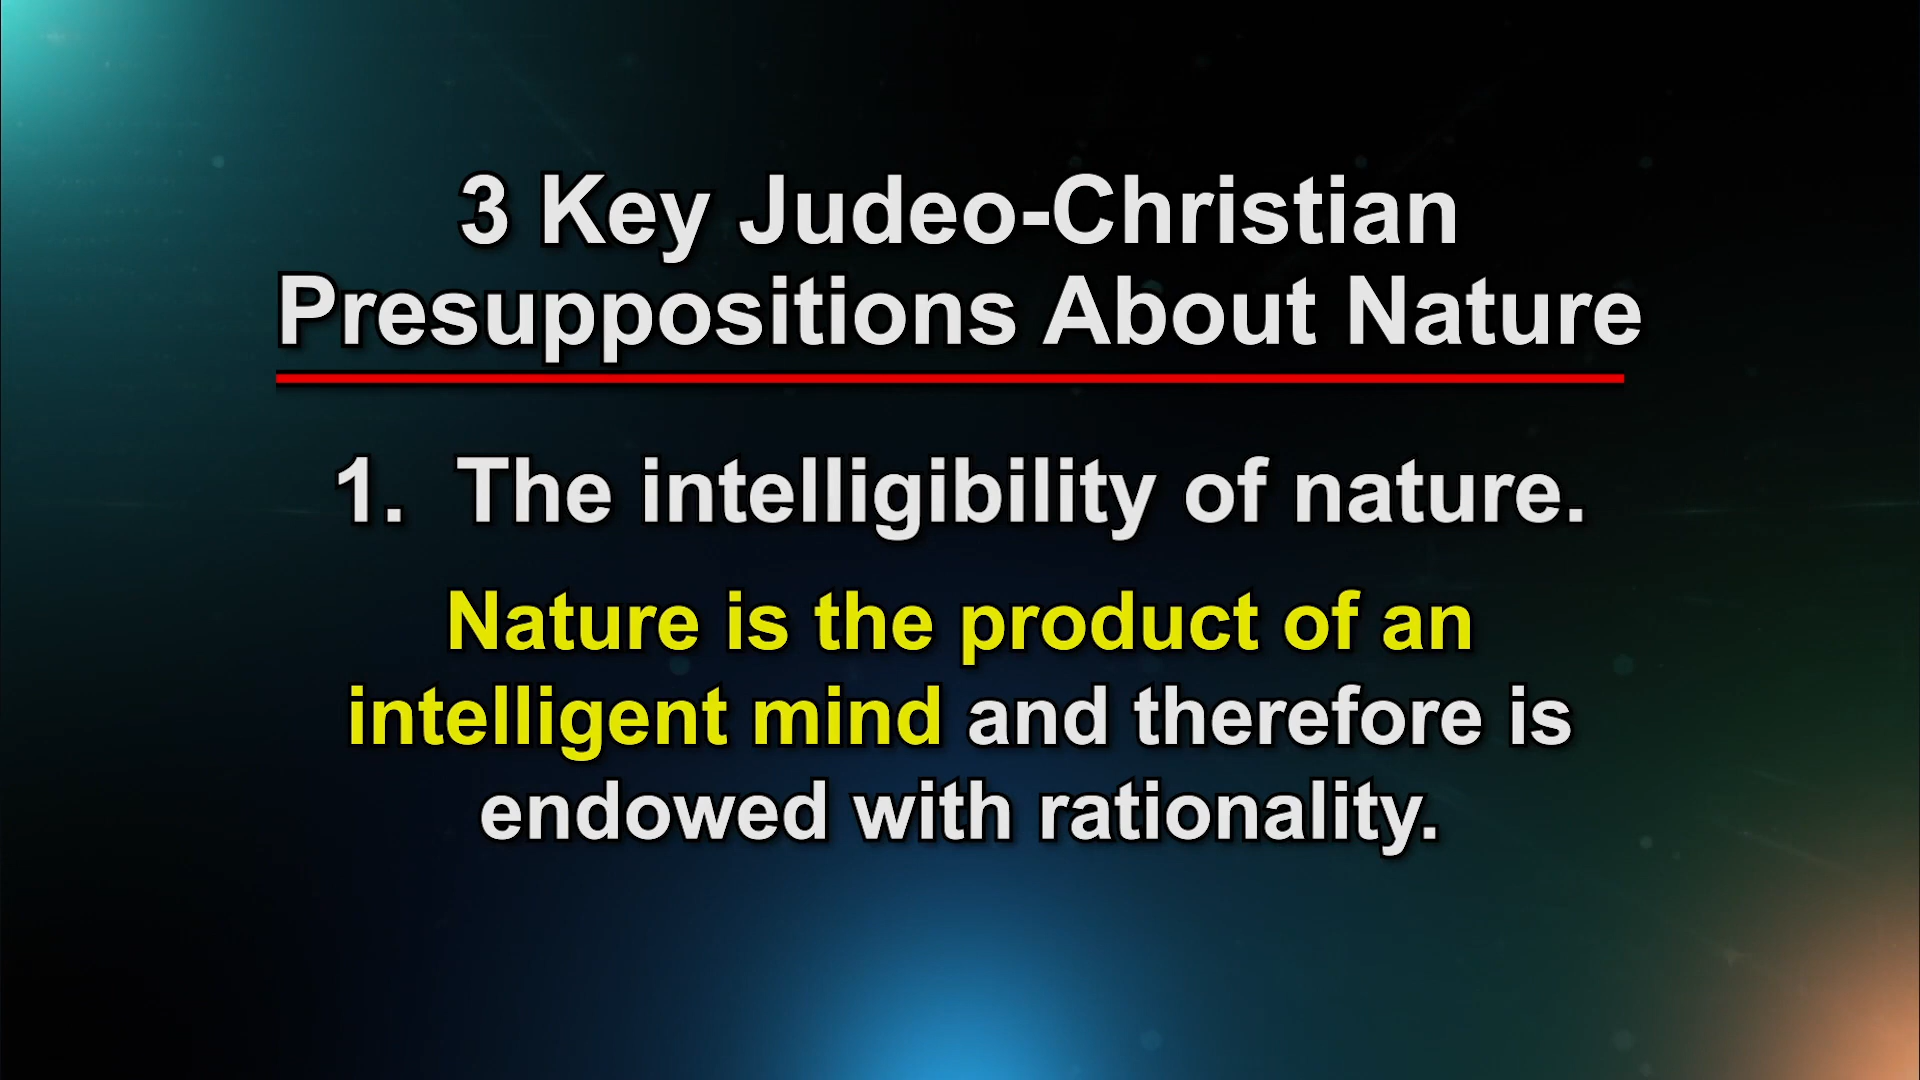 3 Key Judeo-Christian
Presuppositions About Nature
1. The intelligibility of nature.
Nature is the product of an
intelligent mind and therefore is
endowed with rationality.